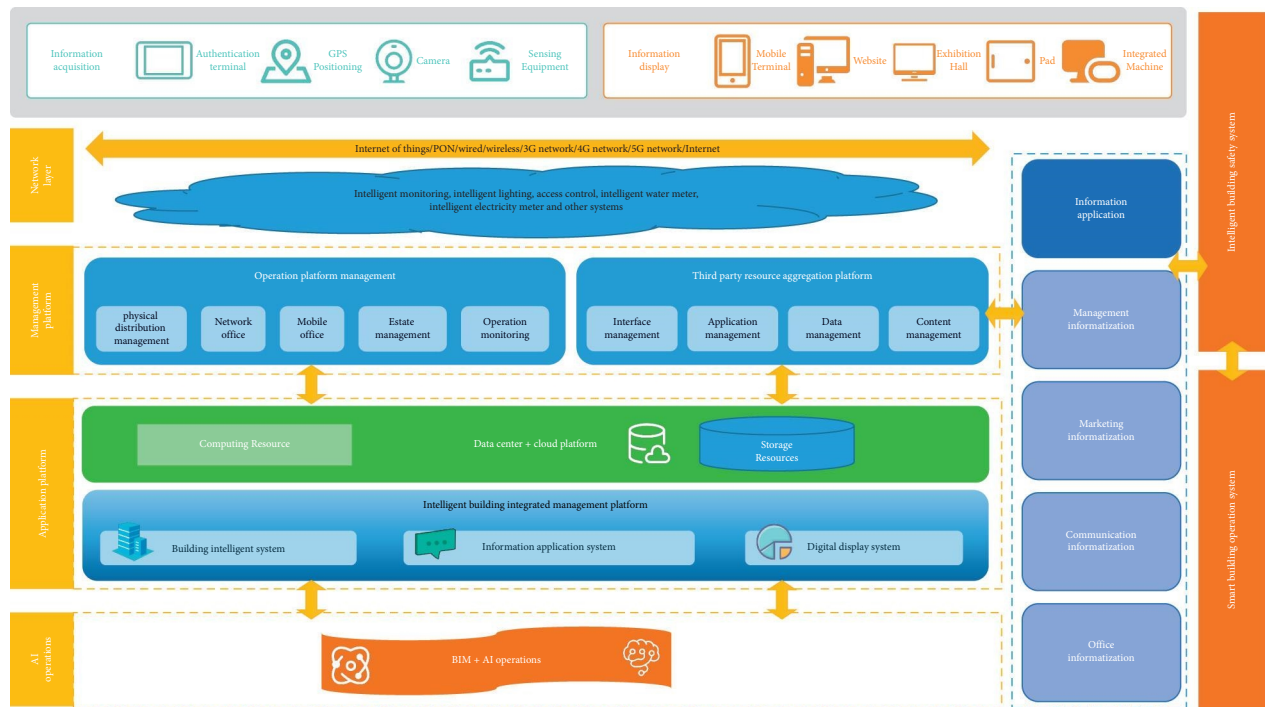 Information
acquisition
Authentication
terminal
GPS
Positioning
Camera
Sensing
Equipment
Information
display
Mobile
Terminal
Website
Exhibition
Hall
Pad
Integrated
Machine
Network
layer
Internet of things/PON/wired/wireless/3G network/4G network/5G network/Internet
Intelligent monitoring, intelligent lighting, access control, intelligent water meter,
intelligent electricity meter and other systems
Management
platform
Operation platform management
physical
distribution
management
Network
office
Mobile
office
Estate
management
Operation
monitoring
Third party resource aggregation platform
Interface
management
Application
management
Data
management
Content
management
Application platform
Computing Resource
Data center + cloud platform
Storage
Resources
Intelligent building integrated management platform
Building intelligent system
Information application system
Digital display system
AI
operations
BIM + AI operations
Information
application
Management
informatization
Marketing
informatization
Communication
informatization
Office
informatization
Intelligent building safety system
Smart building operation system